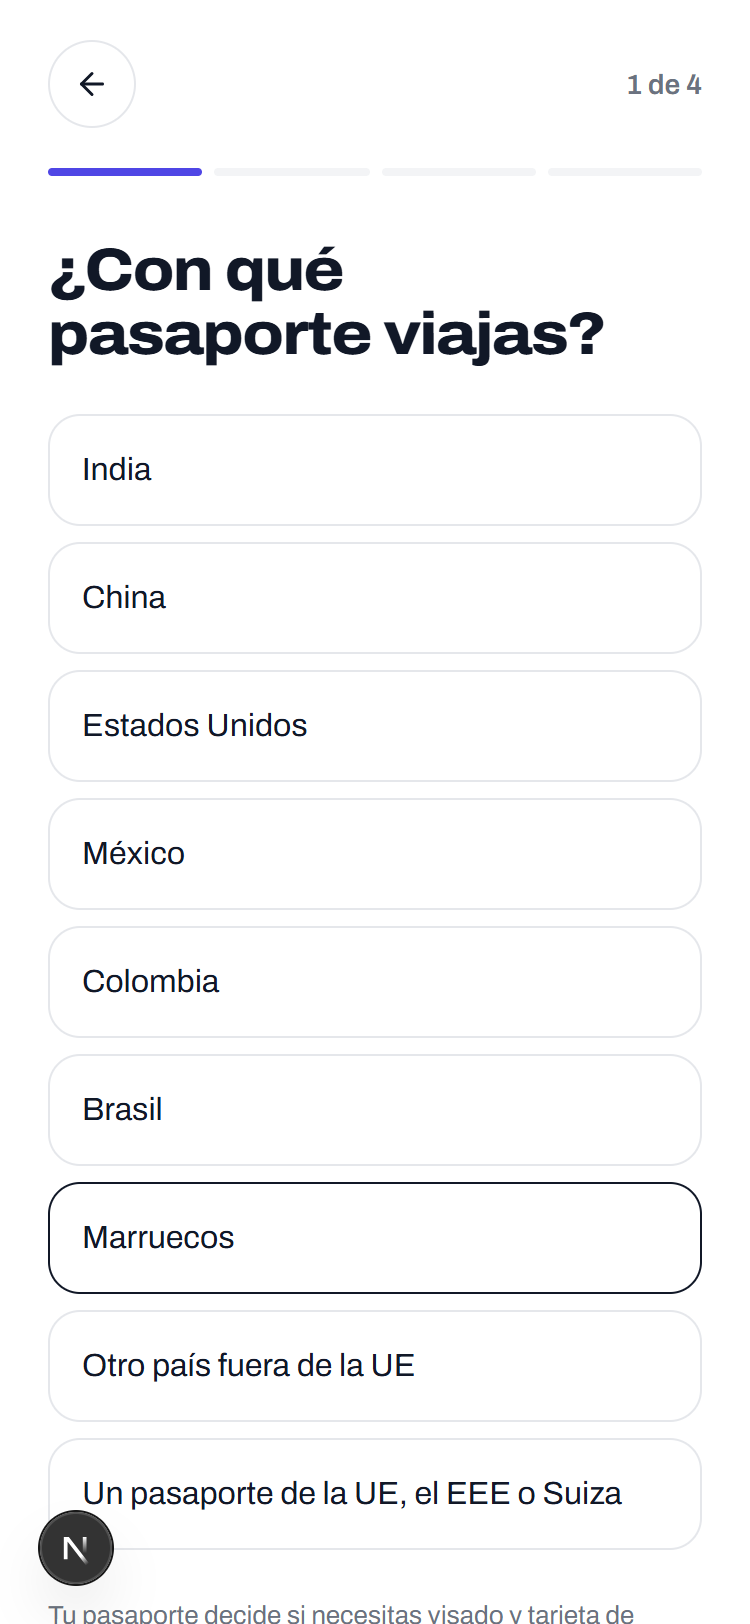 1 de 4
¿Con qué
pasaporte viajas?
India
China
Estados Unidos
México
Colombia
Brasil
Marruecos
Otro país fuera de la UE
Un pasaporte de la UE, el EEE o Suiza
N
Tu pasaporte decide si necesitas visado y tarjeta de